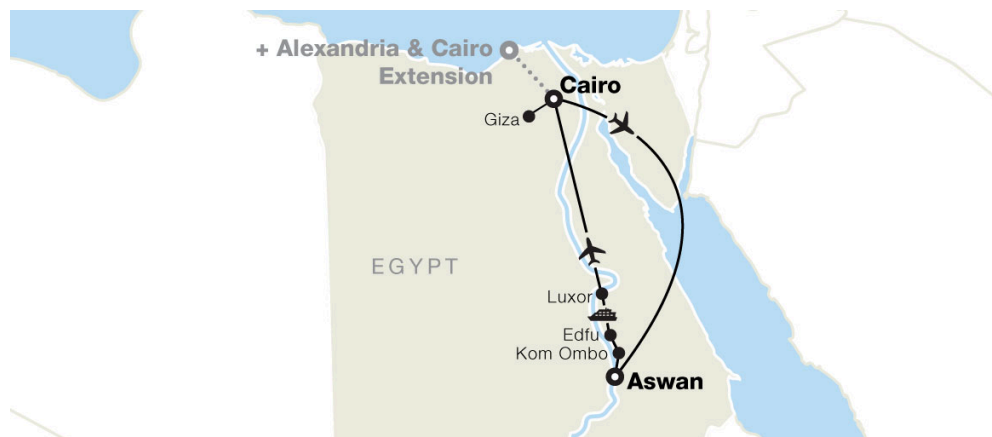 + Alexandria & Cairo
Extension
Cairo
Giza
EGYPT
Luxor
Edfu
Kom Ombo
Aswan